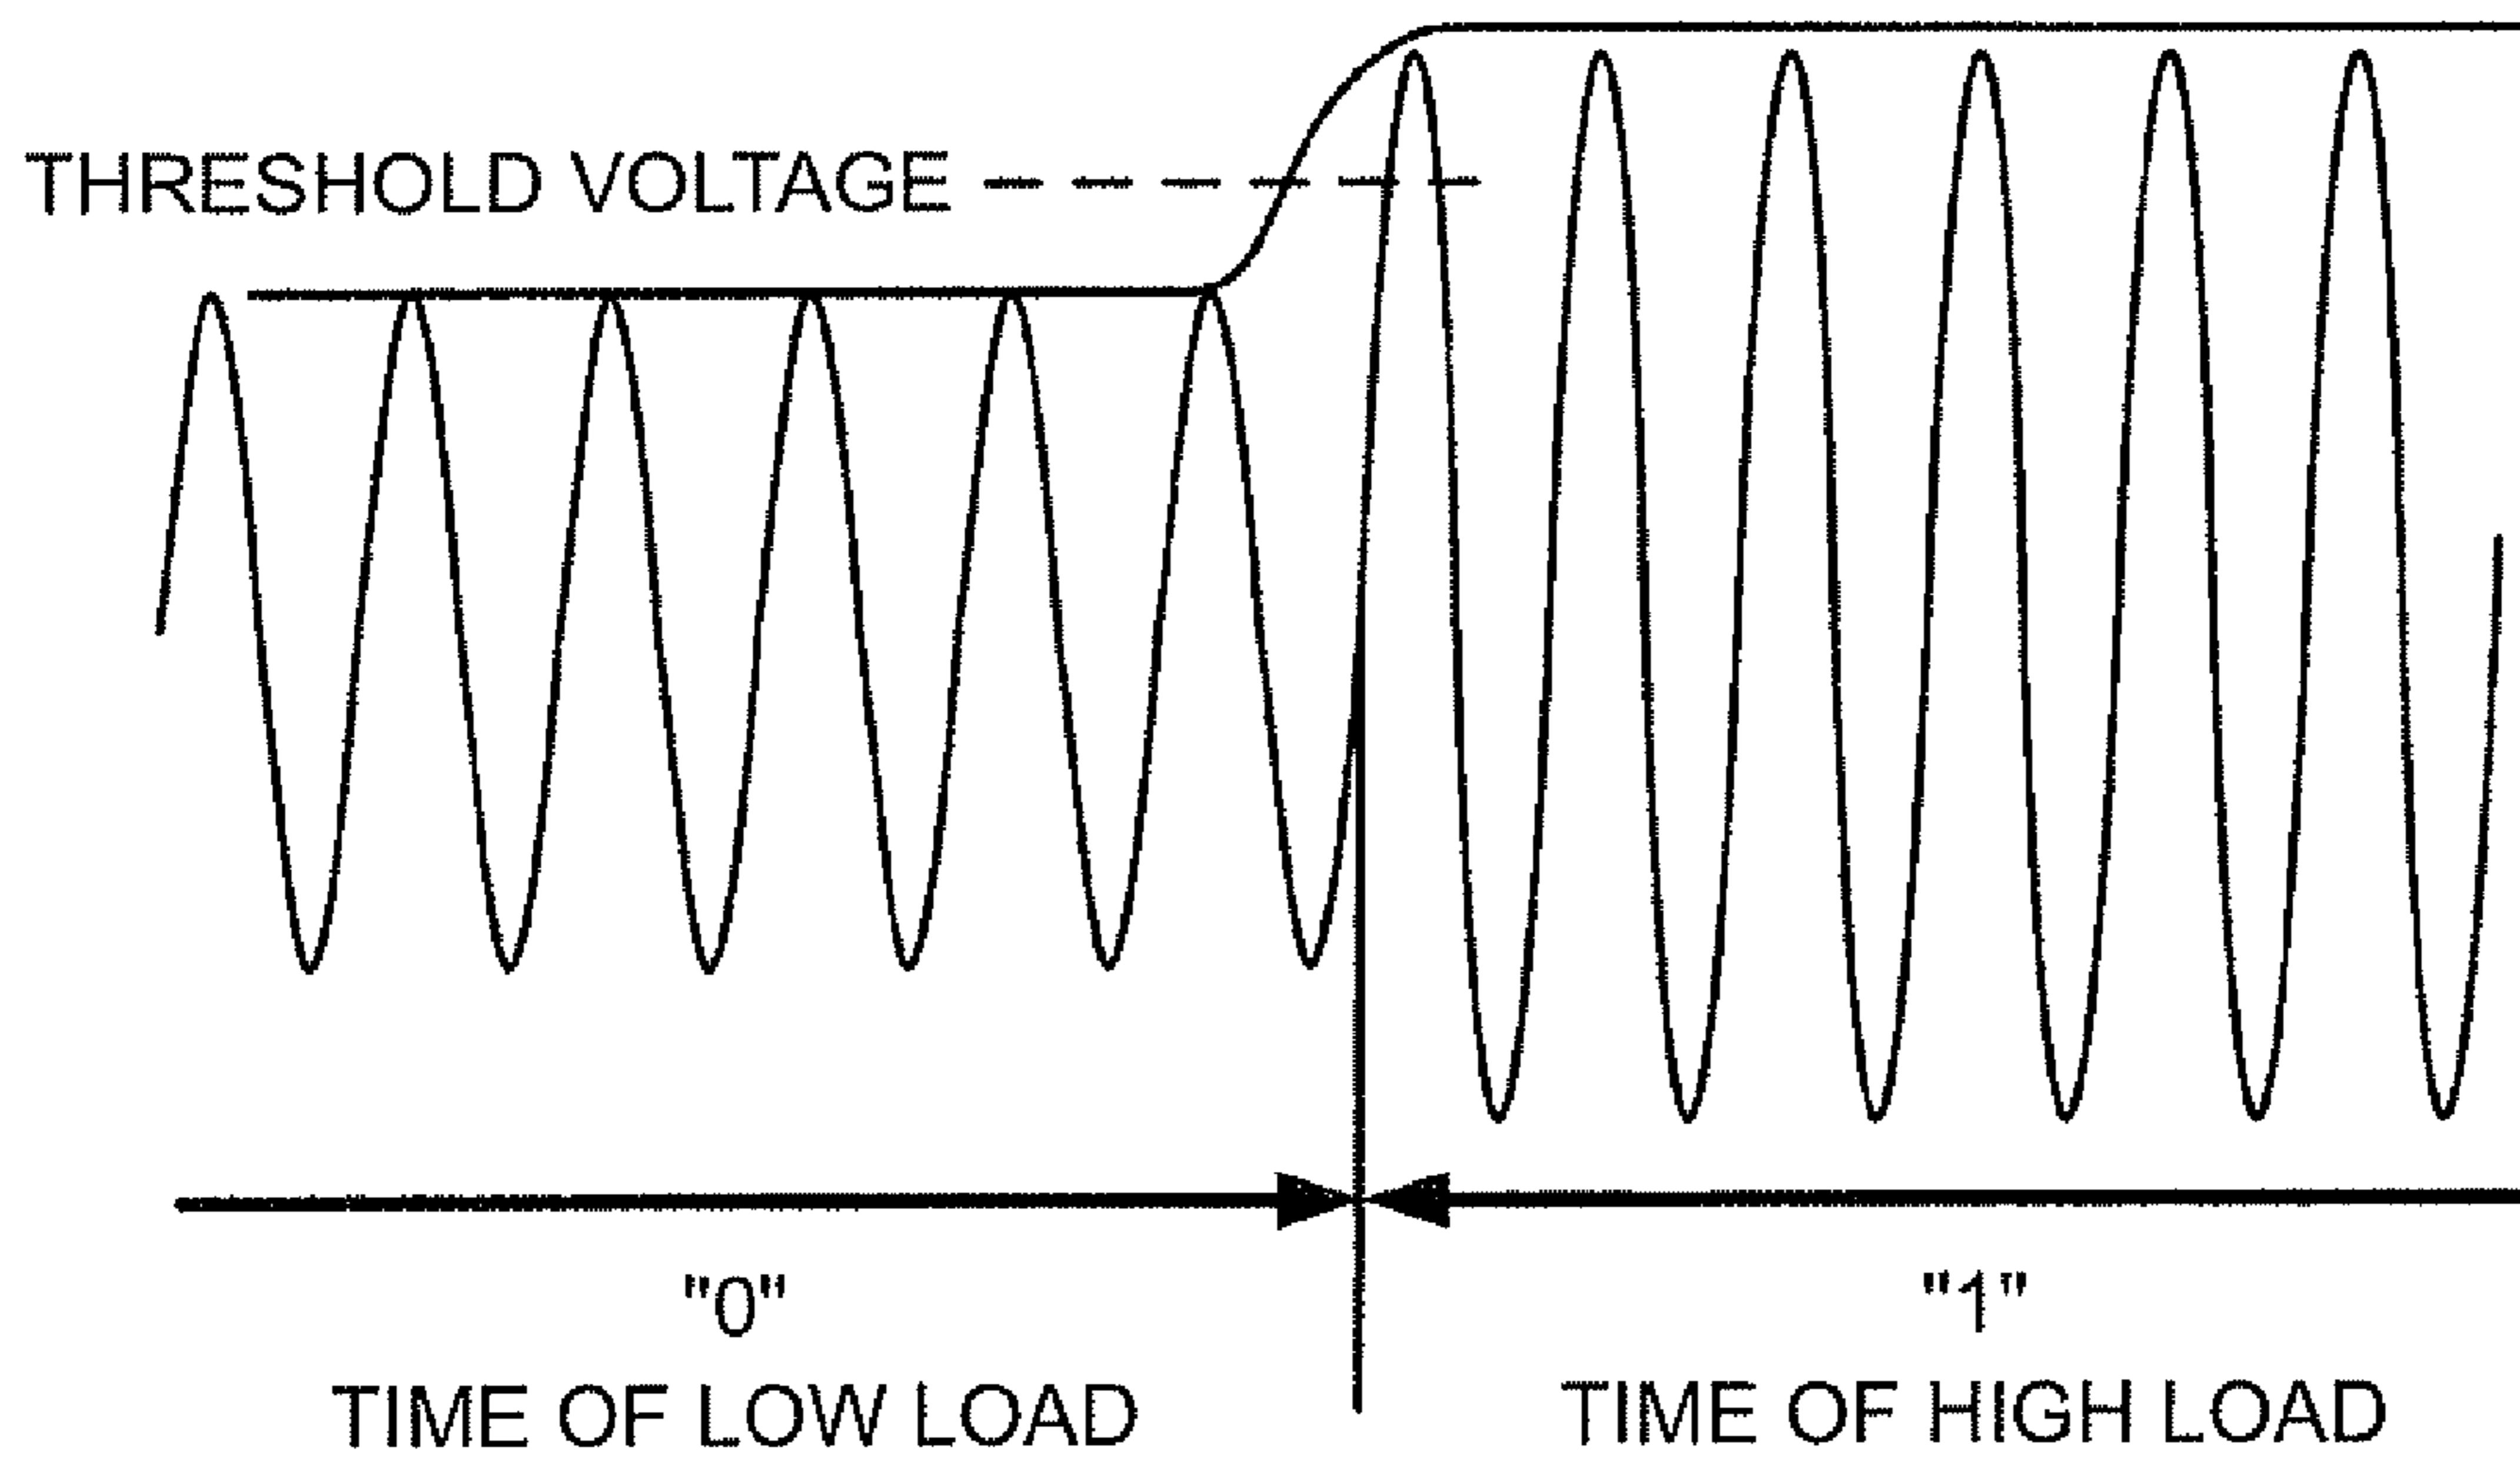 THRESHOLD VOLTAGE
"0"
TIME OF LOW LOAD
"1"
TIME OF HIGH LOAD